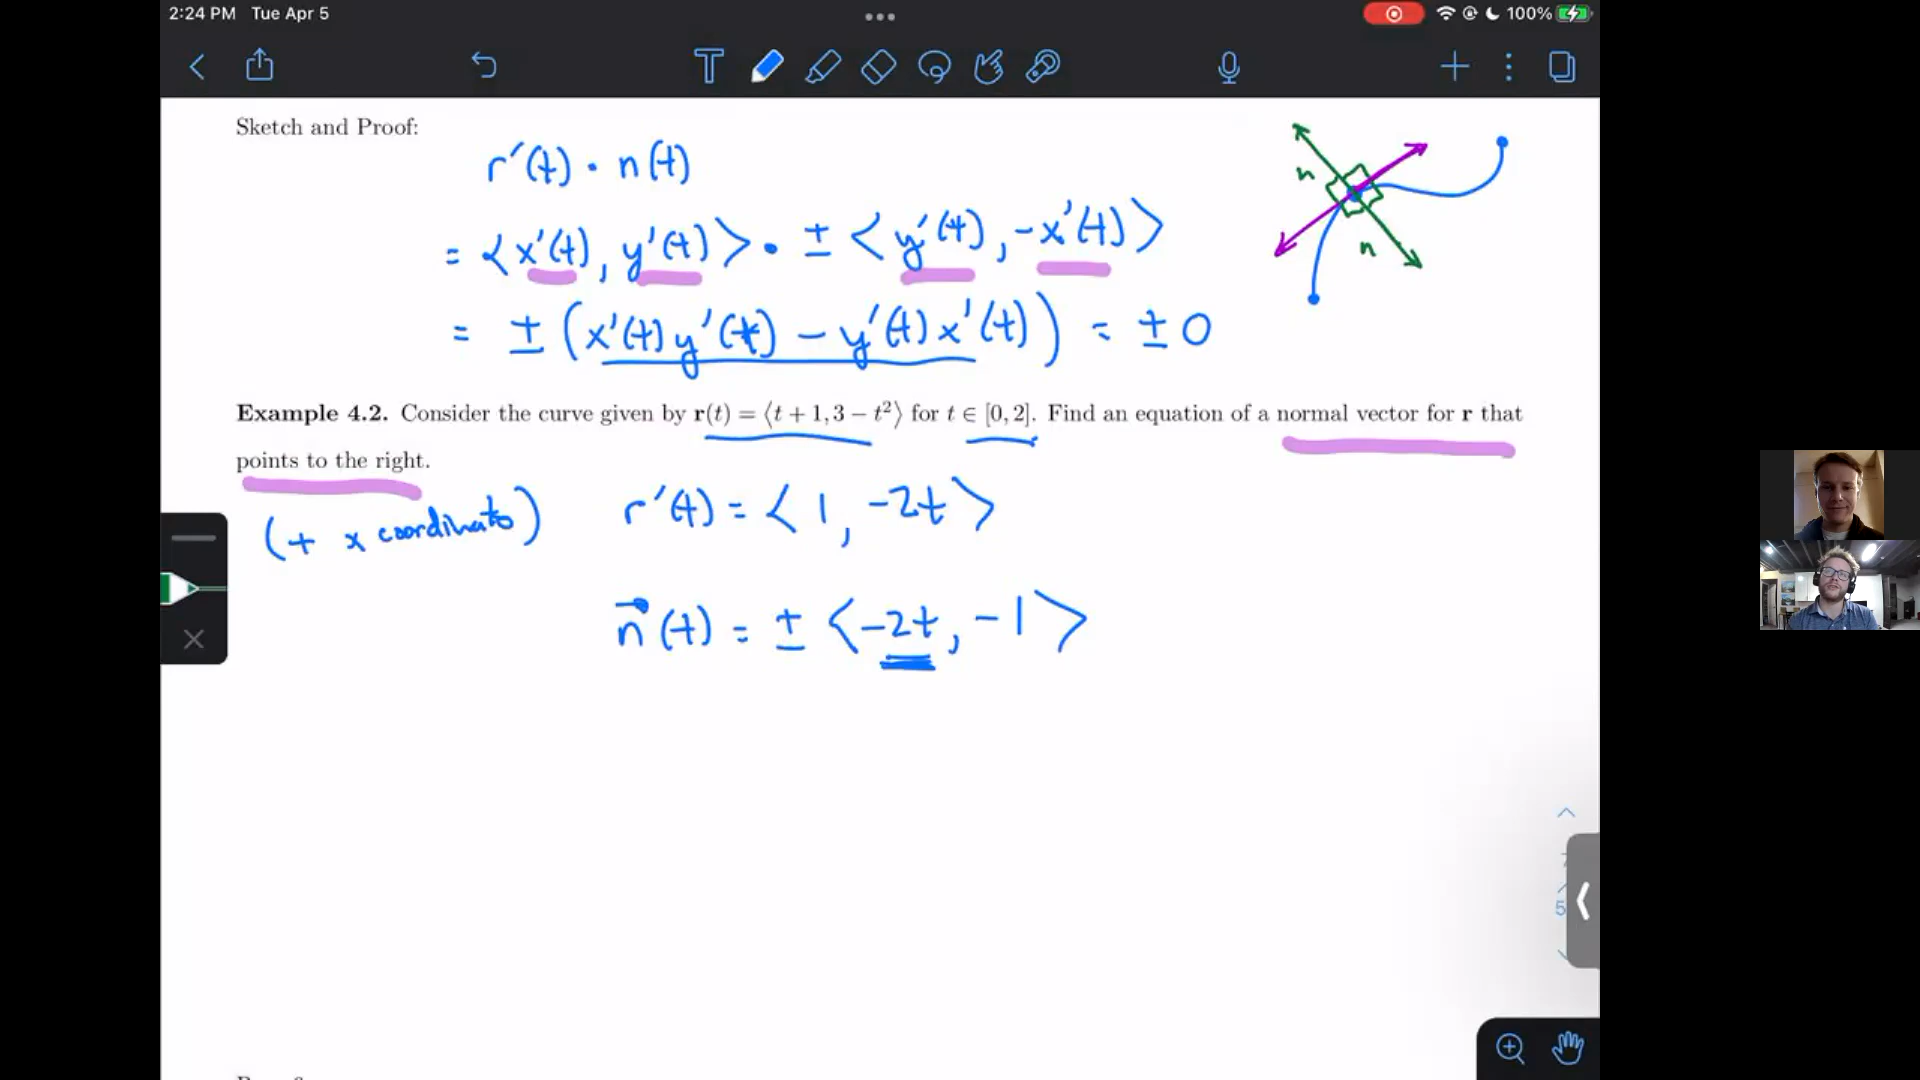 2:24 PM Tue Apr 5
100%
Sketch and Proof:
r'(t) · n(t)
= ⟨x'(t), y'(t)⟩ · ± ⟨y'(t), -x'(t)⟩
= ± (x'(t) y'(t) - y'(t) x'(t)) = ± 0
n
n
Example 4.2. Consider the curve given by r(t) = ⟨t + 1, 3 − t²⟩ for t ∈ [0, 2]. Find an equation of a normal vector for r that
points to the right.
(+ x coordinate)
r'(t) = ⟨1, -2t⟩
n⃗(t) = ± ⟨-2t, -1⟩
5